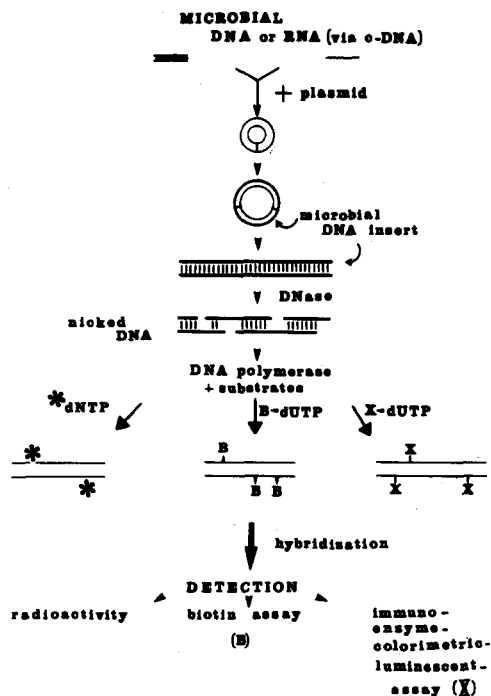 MICROBIAL
DNA or RNA (via c-DNA)
+ plasmid
microbial
DNA insert
DNase
nicked
DNA
DNA polymerase
+ substrates
*dNTP
B-dUTP
X-dUTP
*
B
X
*
B B
X X
hybridization
DETECTION
radioactivity
biotin assay
(B)
immuno-
enzyme-
colorimetric-
luminescent-
assay (X)